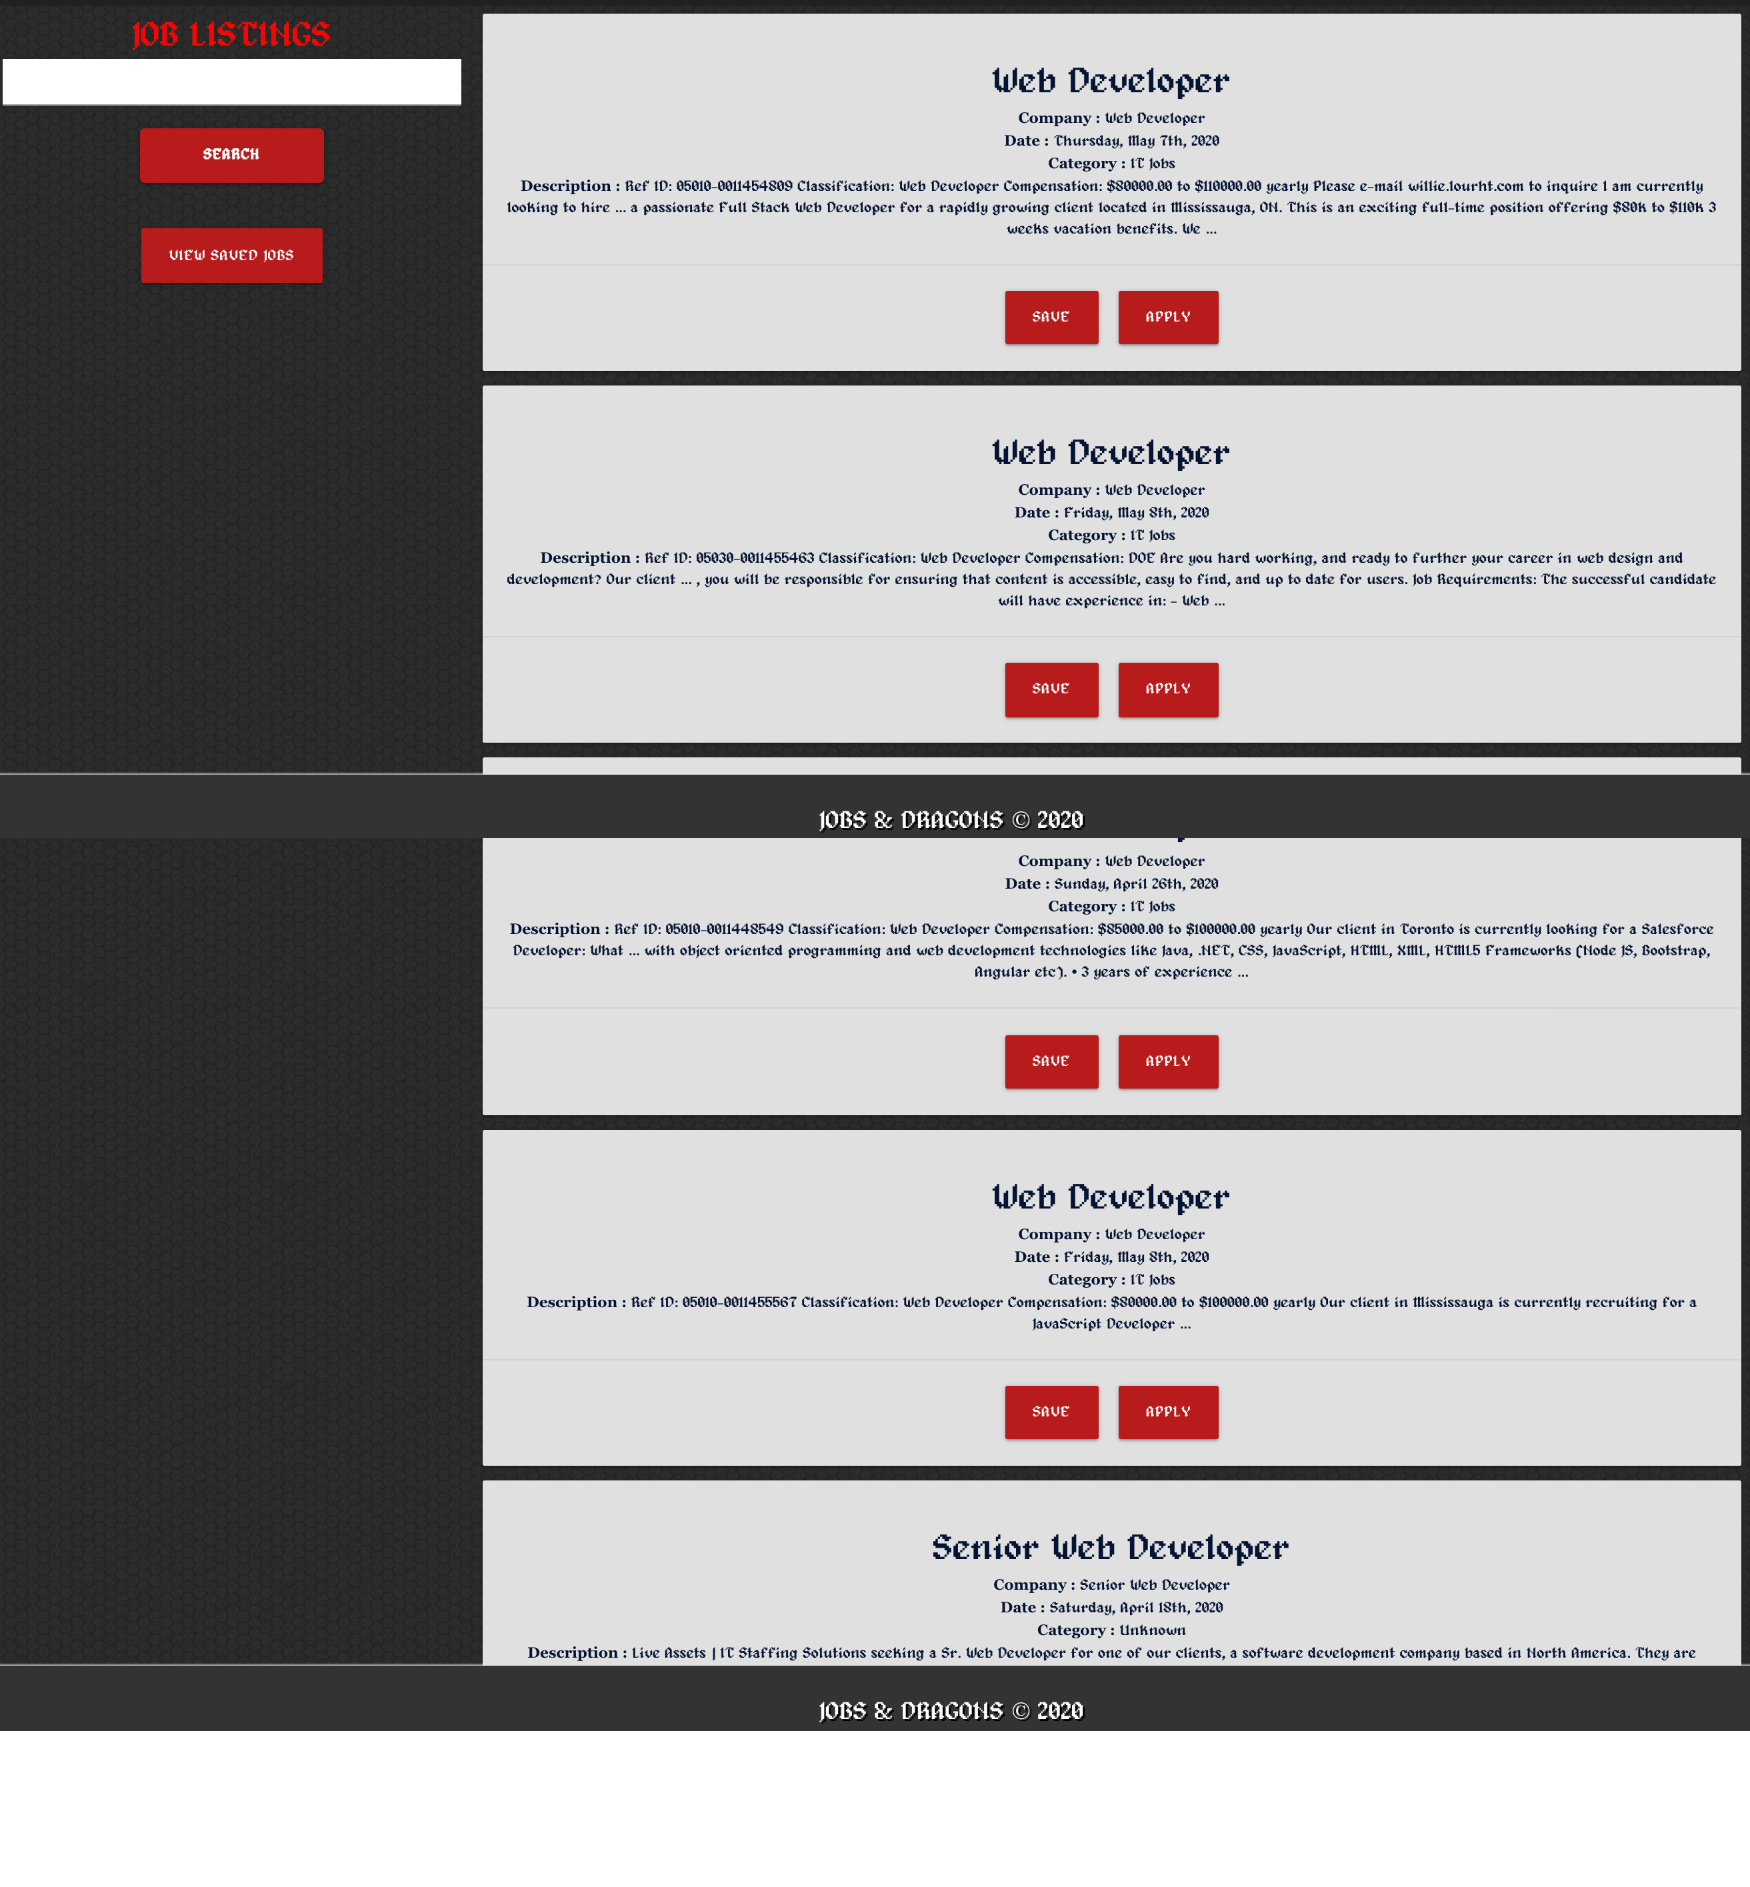 JOB LISTINGS
SEARCH
VIEW SAVED JOBS
Web Developer
Company : Web Developer
Date : Thursday, May 7th, 2020
Category : IT Jobs
Description : Ref ID: 05010-0011454809 Classification: Web Developer Compensation: $80000.00 to $110000.00 yearly Please e-mail willie.lourht.com to inquire I am currently
looking to hire ... a passionate Full Stack Web Developer for a rapidly growing client located in Mississauga, ON. This is an exciting full-time position offering $80k to $110k 3
weeks vacation benefits. We ...
SAVE APPLY
Web Developer
Company : Web Developer
Date : Friday, May 8th, 2020
Category : IT Jobs
Description : Ref ID: 05030-0011455463 Classification: Web Developer Compensation: DOE Are you hard working, and ready to further your career in web design and
development? Our client ... , you will be responsible for ensuring that content is accessible, easy to find, and up to date for users. Job Requirements: The successful candidate
will have experience in: - Web ...
SAVE APPLY
JOBS & DRAGONS © 2020
Company : Web Developer
Date : Sunday, April 26th, 2020
Category : IT Jobs
Description : Ref ID: 05010-0011448549 Classification: Web Developer Compensation: $85000.00 to $100000.00 yearly Our client in Toronto is currently looking for a Salesforce
Developer: What ... with object oriented programming and web development technologies like Java, .NET, CSS, JavaScript, HTML, XML, HTML5 Frameworks (Node JS, Bootstrap,
Angular etc). • 3 years of experience ...
SAVE APPLY
Web Developer
Company : Web Developer
Date : Friday, May 8th, 2020
Category : IT Jobs
Description : Ref ID: 05010-0011455567 Classification: Web Developer Compensation: $80000.00 to $100000.00 yearly Our client in Mississauga is currently recruiting for a
JavaScript Developer ...
SAVE APPLY
Senior Web Developer
Company : Senior Web Developer
Date : Saturday, April 18th, 2020
Category : Unknown
Description : Live Assets | IT Staffing Solutions seeking a Sr. Web Developer for one of our clients, a software development company based in North America. They are
JOBS & DRAGONS © 2020